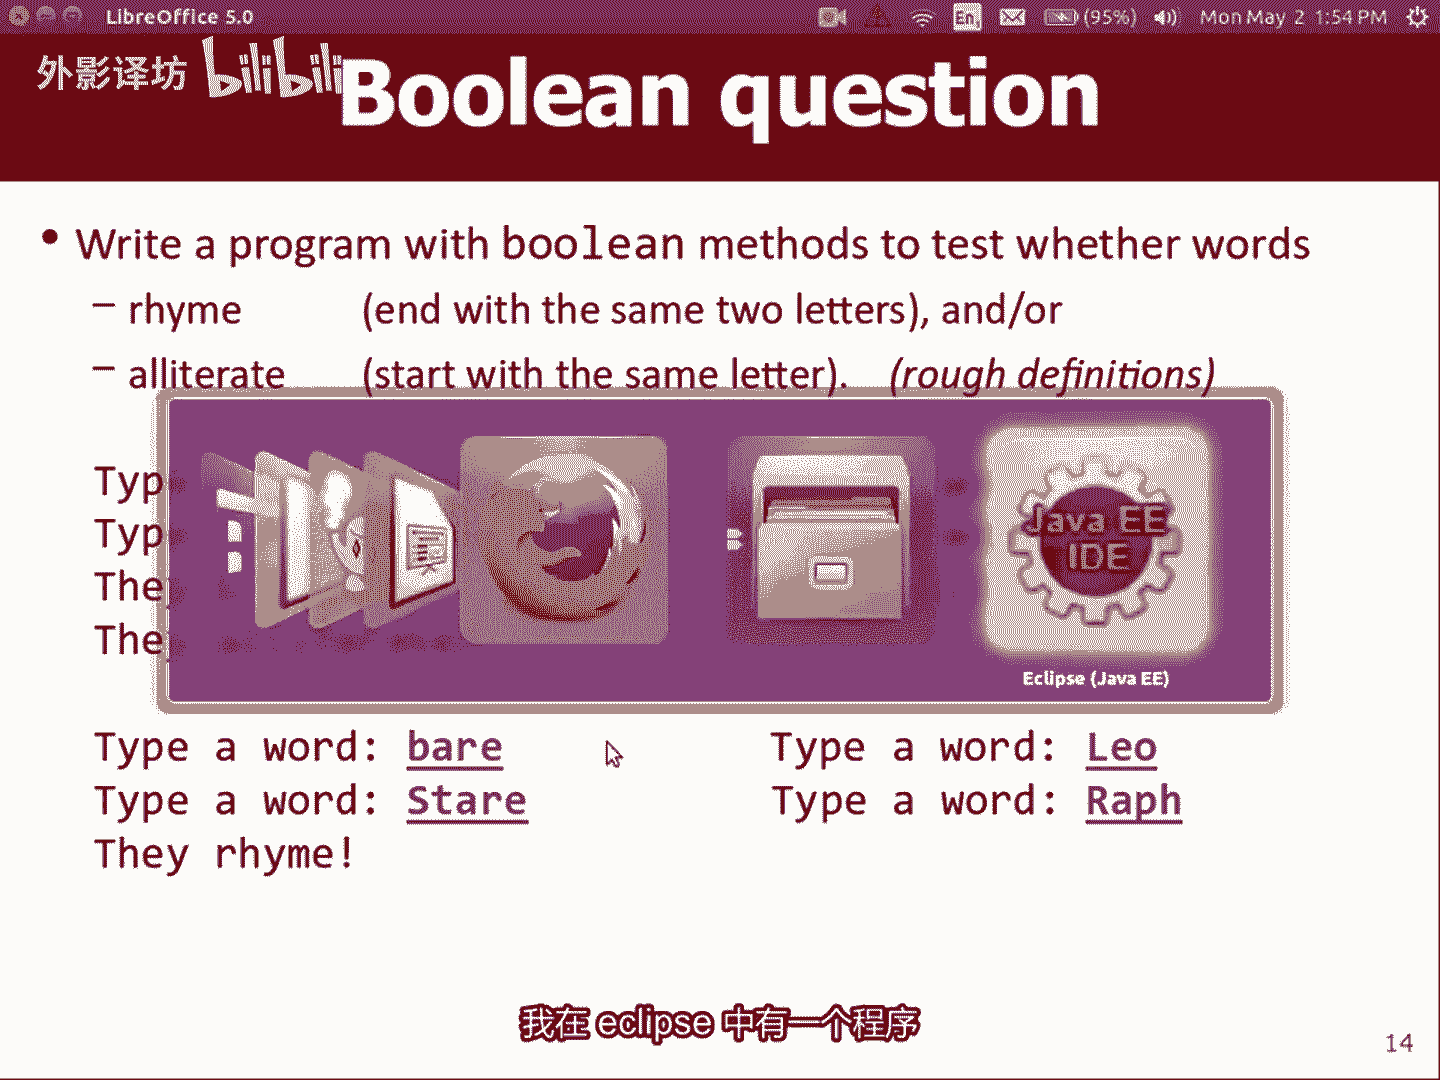 LibreOffice 5.0
En
(95%)
Mon May 2 1:54 PM
外影译坊 bilibili
Boolean question
• Write a program with boolean methods to test whether words
– rhyme (end with the same two letters), and/or
– alliterate (start with the same letter). (rough definitions)
Typ
Typ
The
The
Java EE
IDE
Eclipse (Java EE)
Type a word: bare Type a word: Leo
Type a word: Stare Type a word: Raph
They rhyme!
我在 eclipse 中有一个程序
14